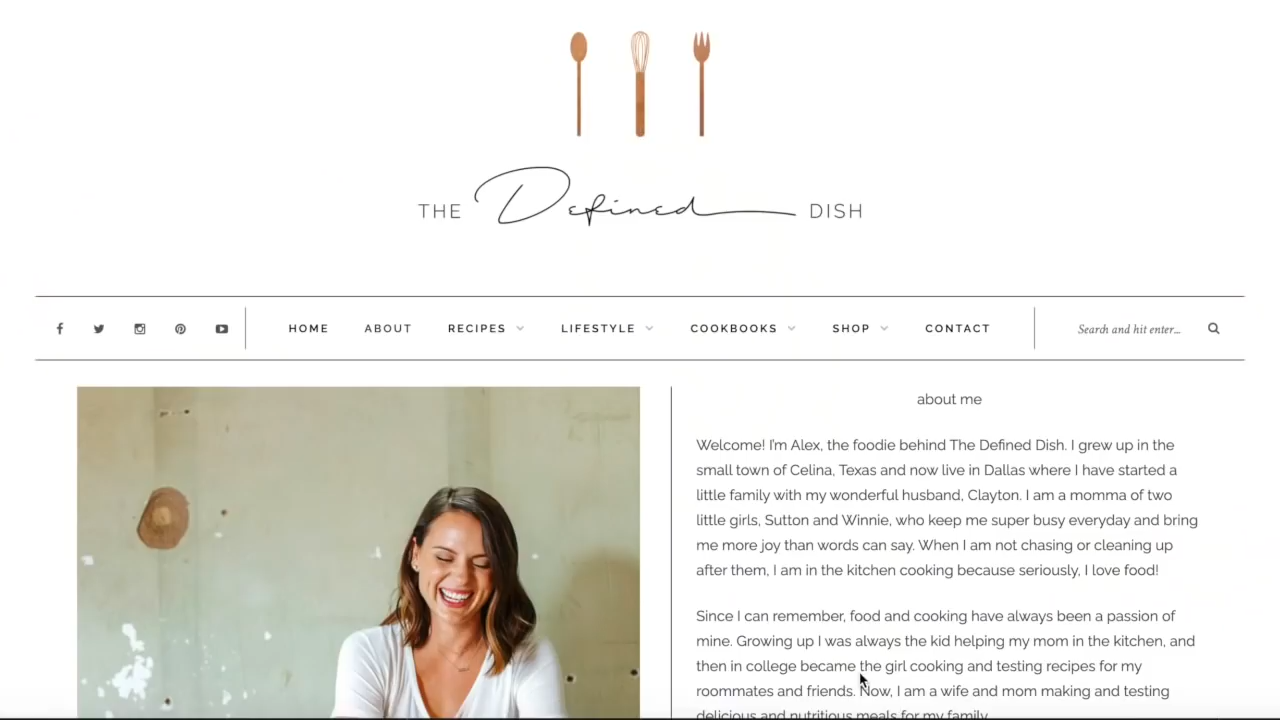 THE Defined DISH
HOME ABOUT RECIPES LIFESTYLE COOKBOOKS SHOP CONTACT Search and hit enter...
about me
Welcome! I'm Alex, the foodie behind The Defined Dish. I grew up in the
small town of Celina, Texas and now live in Dallas where I have started a
little family with my wonderful husband, Clayton. I am a momma of two
little girls, Sutton and Winnie, who keep me super busy everyday and bring
me more joy than words can say. When I am not chasing or cleaning up
after them, I am in the kitchen cooking because seriously, I love food!
Since I can remember, food and cooking have always been a passion of
mine. Growing up I was always the kid helping my mom in the kitchen, and
then in college became the girl cooking and testing recipes for my
roommates and friends. Now, I am a wife and mom making and testing
delicious and nutritious meals for my family.